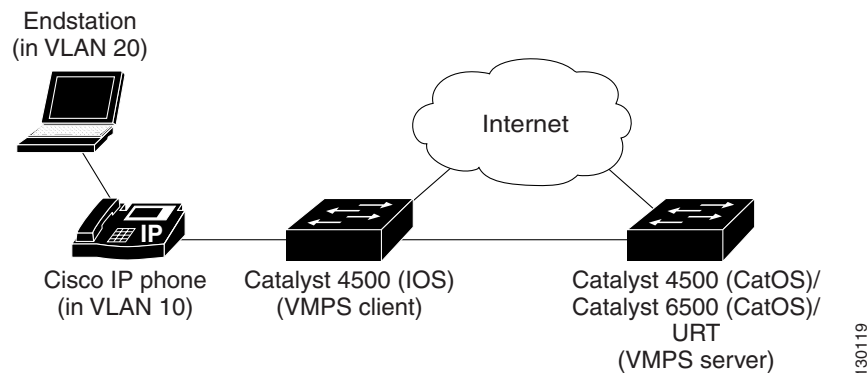 Endstation
(in VLAN 20)
Internet
IP
Cisco IP phone
(in VLAN 10)
Catalyst 4500 (IOS)
(VMPS client)
Catalyst 4500 (CatOS)/
Catalyst 6500 (CatOS)/
URT
(VMPS server)
130119